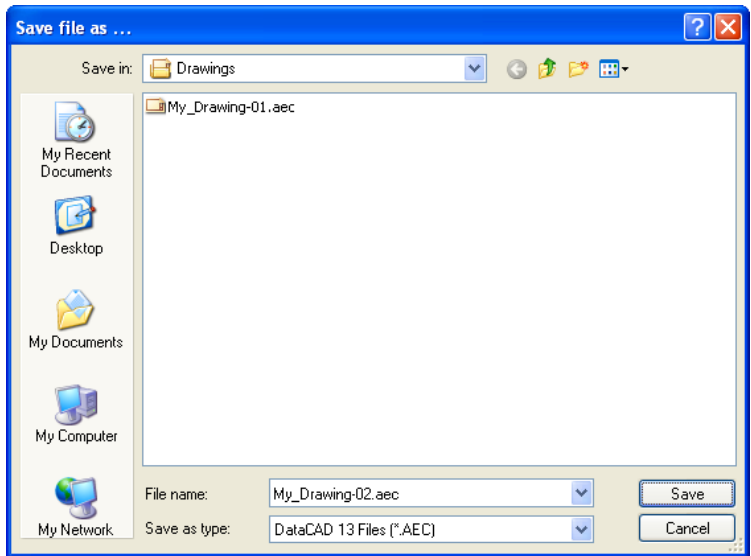 Save file as ...
Save in: Drawings
My_Drawing-01.aec
My Recent
Documents
Desktop
My Documents
My Computer
My Network
File name: My_Drawing-02.aec Save
Save as type: DataCAD 13 Files (*.AEC) Cancel